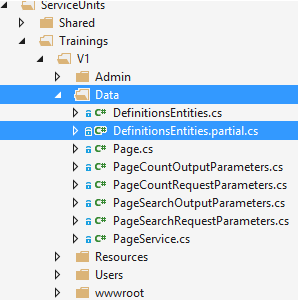 ServiceUnits
Shared
Trainings
V1
Admin
Data
C# DefinitionsEntities.cs
C# DefinitionsEntities.partial.cs
C# Page.cs
C# PageCountOutputParameters.cs
C# PageCountRequestParameters.cs
C# PageSearchOutputParameters.cs
C# PageSearchRequestParameters.cs
C# PageService.cs
Resources
Users
wwwroot